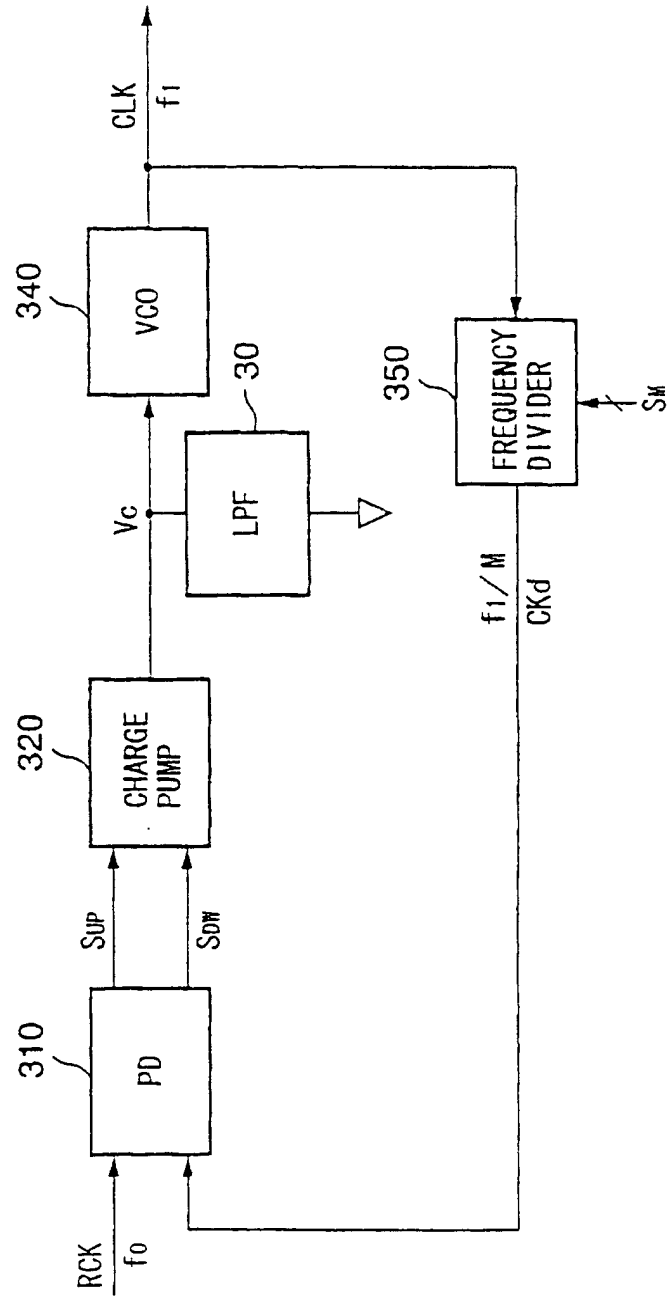 RCK
f0
310
PD
SUP
SDW
320
CHARGE
PUMP
Vc
30
LPF
340
VCO
CLK
f1
350
FREQUENCY
DIVIDER
SM
f1/M
CKd